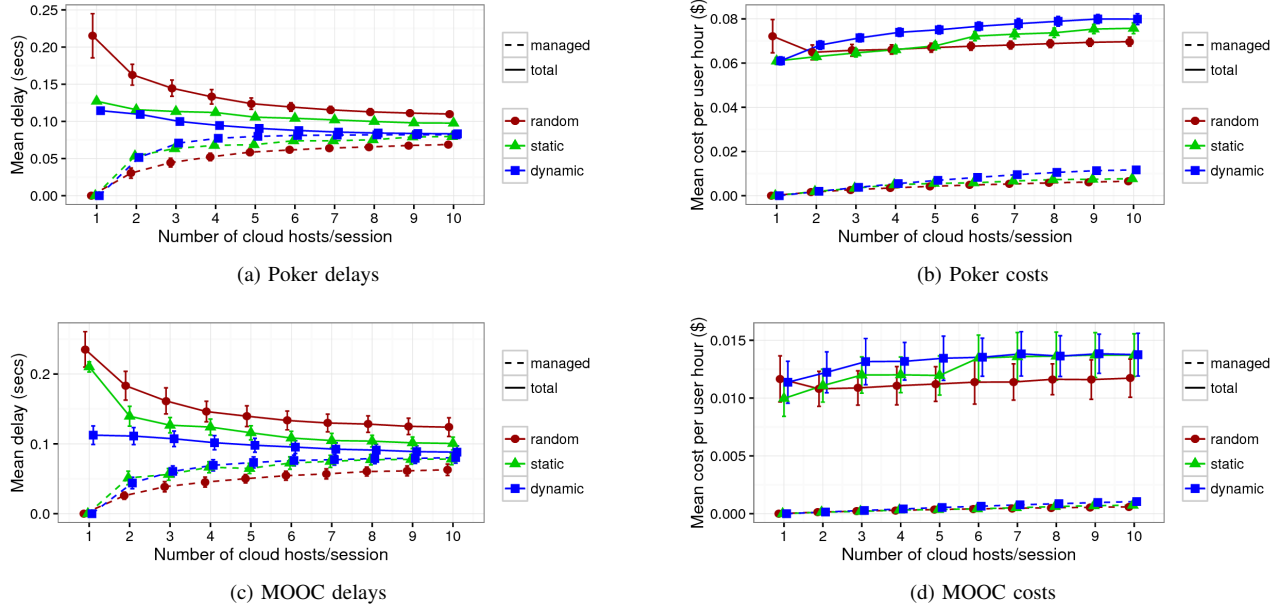 Mean delay (secs)
0.25
0.20
0.15
0.10
0.05
0.00
1 2 3 4 5 6 7 8 9 10
Number of cloud hosts/session
managed
total
random
static
dynamic
(a) Poker delays
Mean cost per user hour ($)
0.08
0.06
0.04
0.02
0.00
1 2 3 4 5 6 7 8 9 10
Number of cloud hosts/session
managed
total
random
static
dynamic
(b) Poker costs
Mean delay (secs)
0.2
0.1
0.0
1 2 3 4 5 6 7 8 9 10
Number of cloud hosts/session
managed
total
random
static
dynamic
(c) MOOC delays
Mean cost per user hour ($)
0.015
0.010
0.005
0.000
1 2 3 4 5 6 7 8 9 10
Number of cloud hosts/session
managed
total
random
static
dynamic
(d) MOOC costs